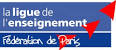 la ligue de
l'enseignement
Fédération de Paris